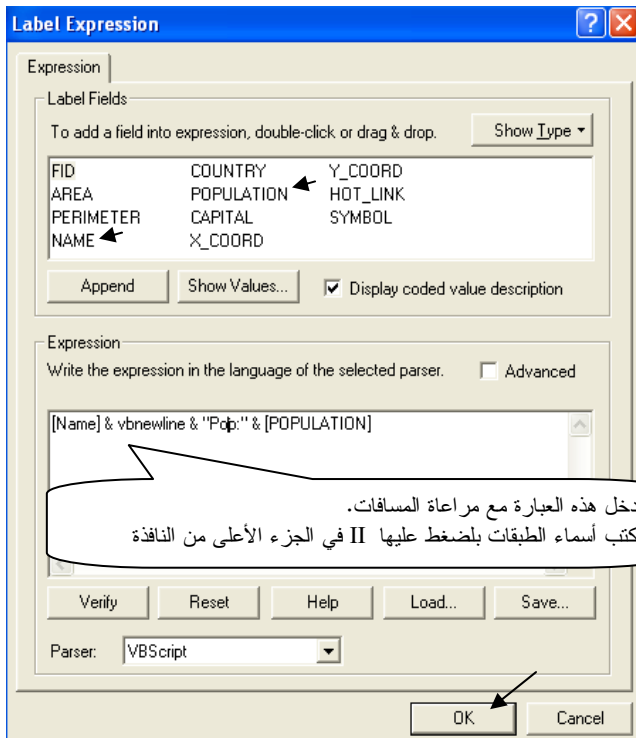 Label Expression
Expression
Label Fields
To add a field into expression, double-click or drag & drop.
Show Type
FID COUNTRY Y_COORD
AREA POPULATION HOT_LINK
PERIMETER CAPITAL SYMBOL
NAME X_COORD
Append Show Values... Display coded value description
Expression
Write the expression in the language of the selected parser. Advanced
[Name] & vbnewline & "Pop:" & [POPULATION]
دخل هذه العبارة مع مراعاة المسافات.
كتب أسماء الطبقات بلضغط عليها II في الجزء الأعلى من النافذة
Verify Reset Help Load... Save...
Parser: VBScript
OK Cancel